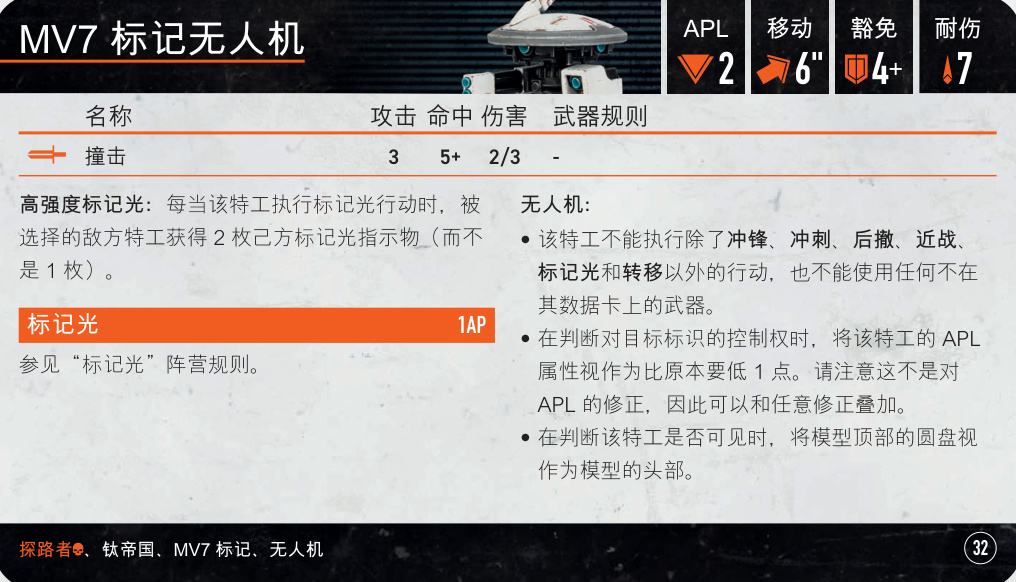 MV7 标记无人机
APL 移动 豁免 耐伤
2 6" 4+ 7
名称 攻击 命中 伤害 武器规则
撞击 3 5+ 2/3 -
高强度标记光：每当该特工执行标记光行动时，被
选择的敌方特工获得 2 枚己方标记光指示物（而不
是 1 枚）。
标记光 1AP
参见“标记光”阵营规则。
无人机：
• 该特工不能执行除了冲锋、冲刺、后撤、近战、
标记光和转移以外的行动，也不能使用任何不在
其数据卡上的武器。
• 在判断对目标标识的控制权时，将该特工的 APL
属性视作为比原本要低 1 点。请注意这不是对
APL 的修正，因此可以和任意修正叠加。
• 在判断该特工是否可见时，将模型顶部的圆盘视
作为模型的头部。
探路者、钛帝国、MV7 标记、无人机
32